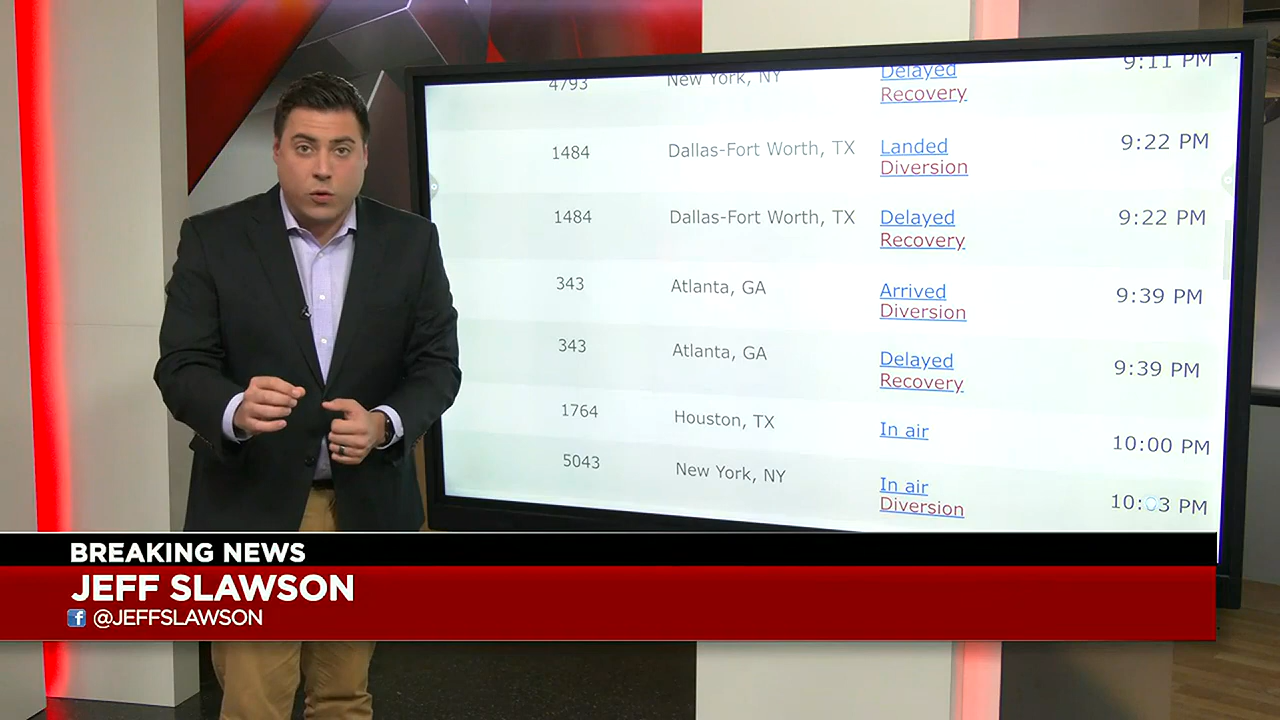 4793 New York, NY Delayed 9:11 PM
Recovery
1484 Dallas-Fort Worth, TX Landed 9:22 PM
Diversion
1484 Dallas-Fort Worth, TX Delayed 9:22 PM
Recovery
343 Atlanta, GA Arrived 9:39 PM
Diversion
343 Atlanta, GA Delayed 9:39 PM
Recovery
1764 Houston, TX In air 10:00 PM
5043 New York, NY In air
Diversion
BREAKING NEWS
JEFF SLAWSON
f @JEFFSLAWSON